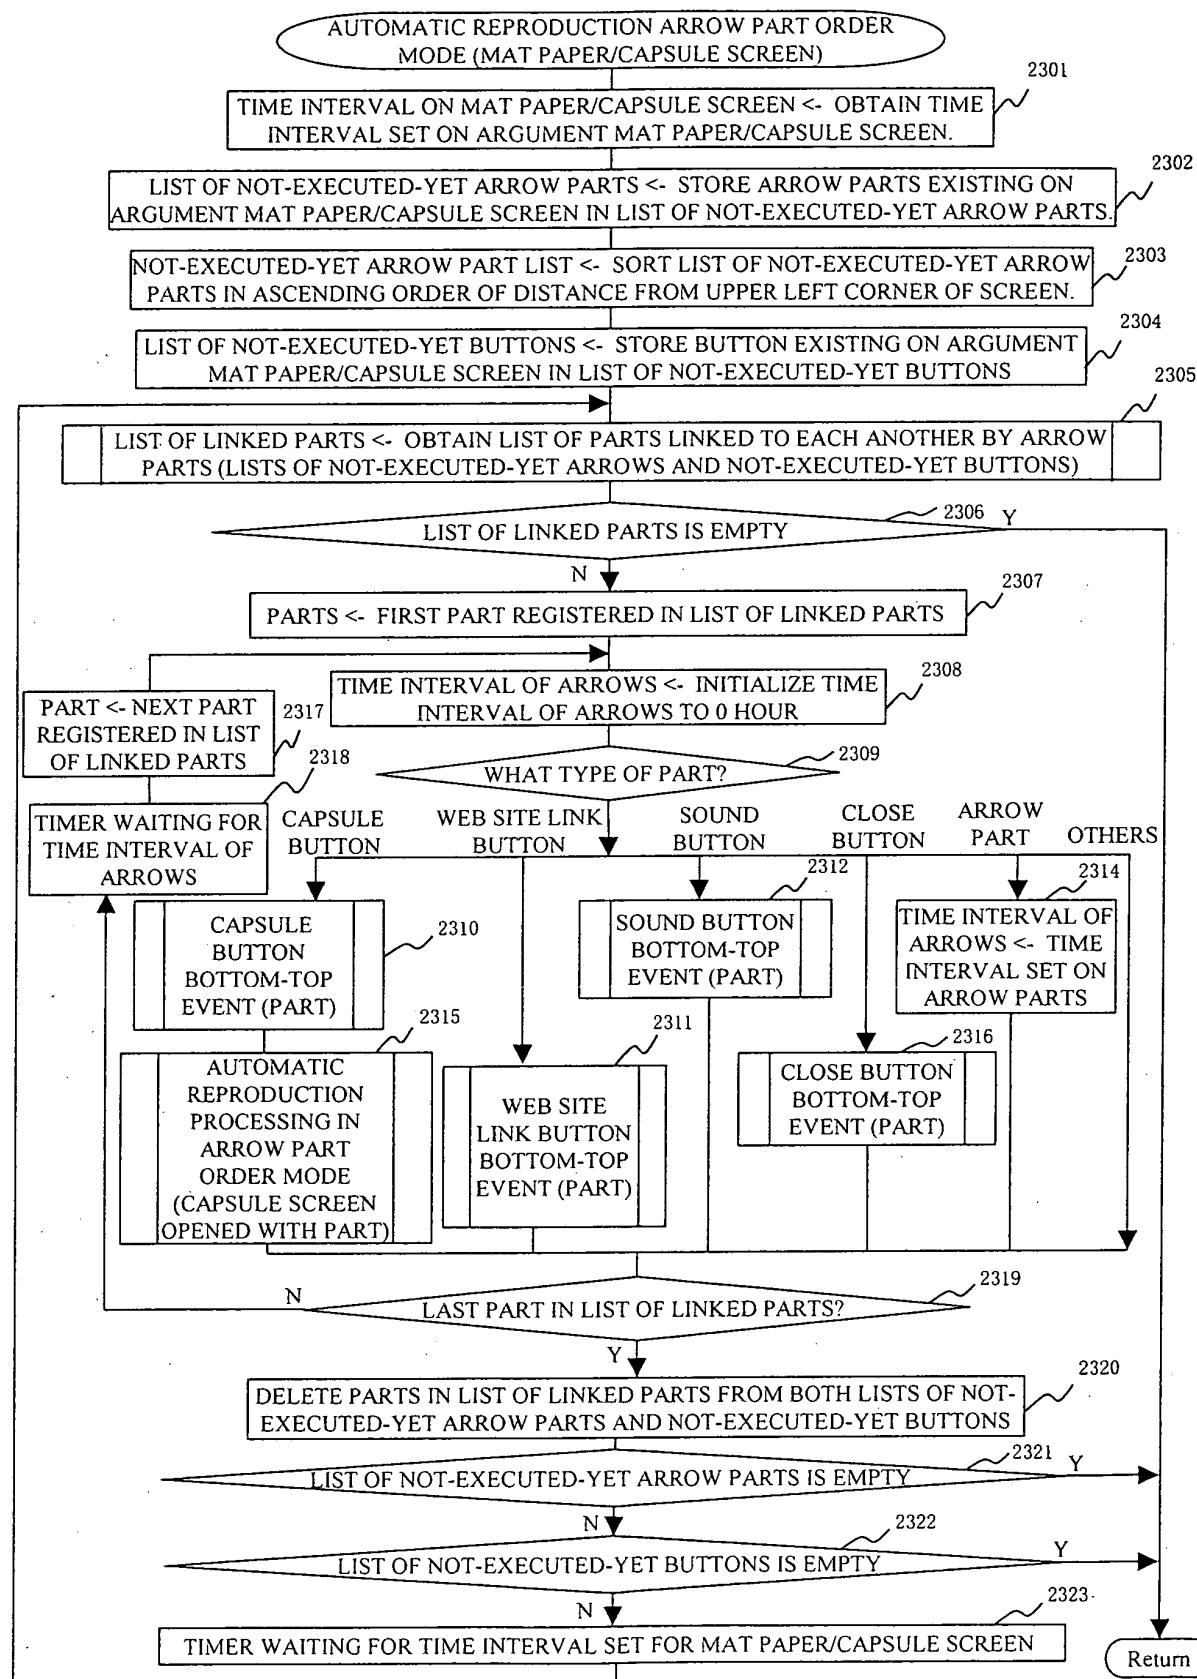 AUTOMATIC REPRODUCTION ARROW PART ORDER
MODE (MAT PAPER/CAPSULE SCREEN)
2301
TIME INTERVAL ON MAT PAPER/CAPSULE SCREEN <- OBTAIN TIME
INTERVAL SET ON ARGUMENT MAT PAPER/CAPSULE SCREEN.
2302
LIST OF NOT-EXECUTED-YET ARROW PARTS <- STORE ARROW PARTS EXISTING ON
ARGUMENT MAT PAPER/CAPSULE SCREEN IN LIST OF NOT-EXECUTED-YET ARROW PARTS.
2303
NOT-EXECUTED-YET ARROW PART LIST <- SORT LIST OF NOT-EXECUTED-YET ARROW
PARTS IN ASCENDING ORDER OF DISTANCE FROM UPPER LEFT CORNER OF SCREEN.
2304
LIST OF NOT-EXECUTED-YET BUTTONS <- STORE BUTTON EXISTING ON ARGUMENT
MAT PAPER/CAPSULE SCREEN IN LIST OF NOT-EXECUTED-YET BUTTONS
2305
LIST OF LINKED PARTS <- OBTAIN LIST OF PARTS LINKED TO EACH ANOTHER BY ARROW
PARTS (LISTS OF NOT-EXECUTED-YET ARROWS AND NOT-EXECUTED-YET BUTTONS)
2306
LIST OF LINKED PARTS IS EMPTY
Y
N
2307
PARTS <- FIRST PART REGISTERED IN LIST OF LINKED PARTS
2308
TIME INTERVAL OF ARROWS <- INITIALIZE TIME
INTERVAL OF ARROWS TO 0 HOUR
PART <- NEXT PART
REGISTERED IN LIST
OF LINKED PARTS
2317
2309
WHAT TYPE OF PART?
2318
TIMER WAITING FOR
TIME INTERVAL OF
ARROWS
CAPSULE
BUTTON
WEB SITE LINK
BUTTON
SOUND
BUTTON
CLOSE
BUTTON
ARROW
PART
OTHERS
2310
CAPSULE
BUTTON
BOTTOM-TOP
EVENT (PART)
2312
SOUND BUTTON
BOTTOM-TOP
EVENT (PART)
2314
TIME INTERVAL OF
ARROWS <- TIME
INTERVAL SET ON
ARROW PARTS
2315
AUTOMATIC
REPRODUCTION
PROCESSING IN
ARROW PART
ORDER MODE
(CAPSULE SCREEN
OPENED WITH PART)
2311
WEB SITE
LINK BUTTON
BOTTOM-TOP
EVENT (PART)
2316
CLOSE BUTTON
BOTTOM-TOP
EVENT (PART)
2319
N
LAST PART IN LIST OF LINKED PARTS?
Y
2320
DELETE PARTS IN LIST OF LINKED PARTS FROM BOTH LISTS OF NOT-
EXECUTED-YET ARROW PARTS AND NOT-EXECUTED-YET BUTTONS
2321
LIST OF NOT-EXECUTED-YET ARROW PARTS IS EMPTY
Y
N
2322
LIST OF NOT-EXECUTED-YET BUTTONS IS EMPTY
Y
N
2323
TIMER WAITING FOR TIME INTERVAL SET FOR MAT PAPER/CAPSULE SCREEN
Return